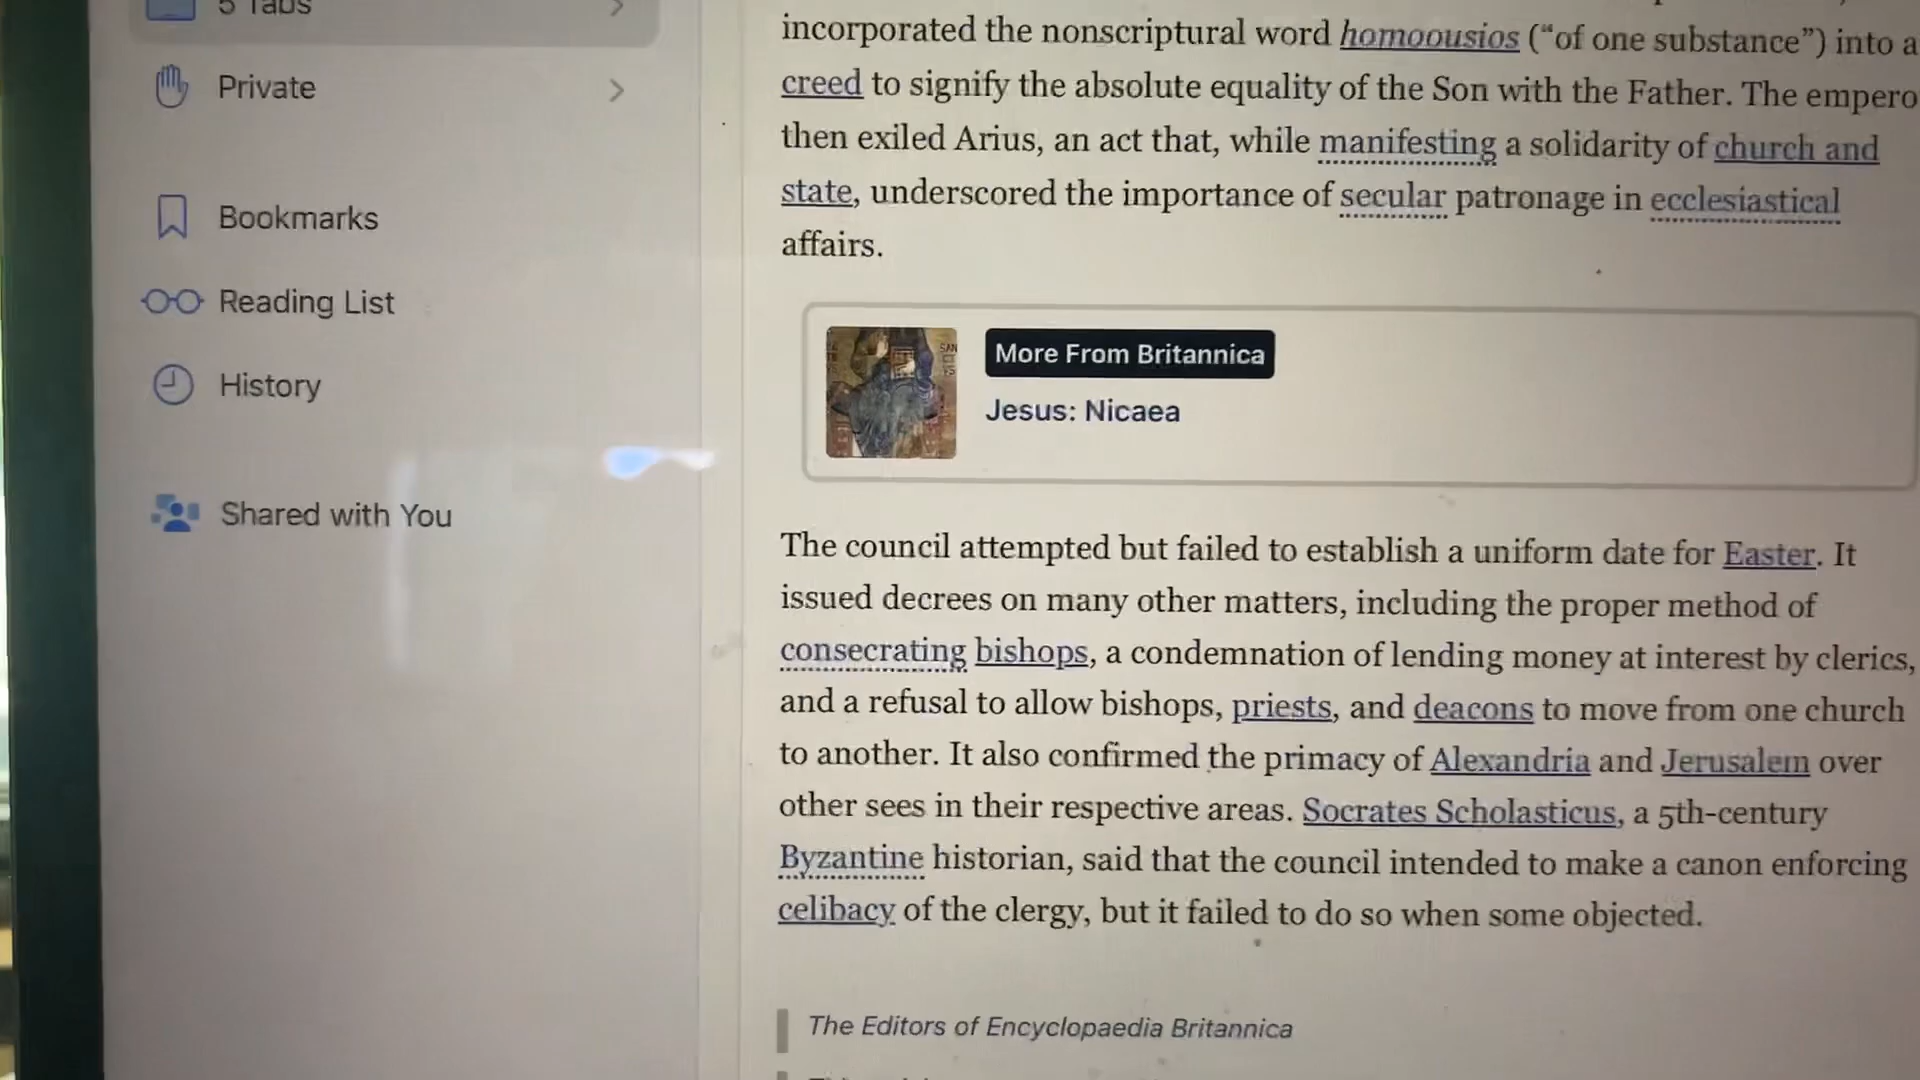 5 Tabs
Private
Bookmarks
Reading List
History
Shared with You
incorporated the nonscriptural word homoousios (“of one substance”) into a
creed to signify the absolute equality of the Son with the Father. The empero
then exiled Arius, an act that, while manifesting a solidarity of church and
state, underscored the importance of secular patronage in ecclesiastical
affairs.
SAN
More From Britannica
Jesus: Nicaea
The council attempted but failed to establish a uniform date for Easter. It
issued decrees on many other matters, including the proper method of
consecrating bishops, a condemnation of lending money at interest by clerics,
and a refusal to allow bishops, priests, and deacons to move from one church
to another. It also confirmed the primacy of Alexandria and Jerusalem over
other sees in their respective areas. Socrates Scholasticus, a 5th-century
Byzantine historian, said that the council intended to make a canon enforcing
celibacy of the clergy, but it failed to do so when some objected.
The Editors of Encyclopaedia Britannica